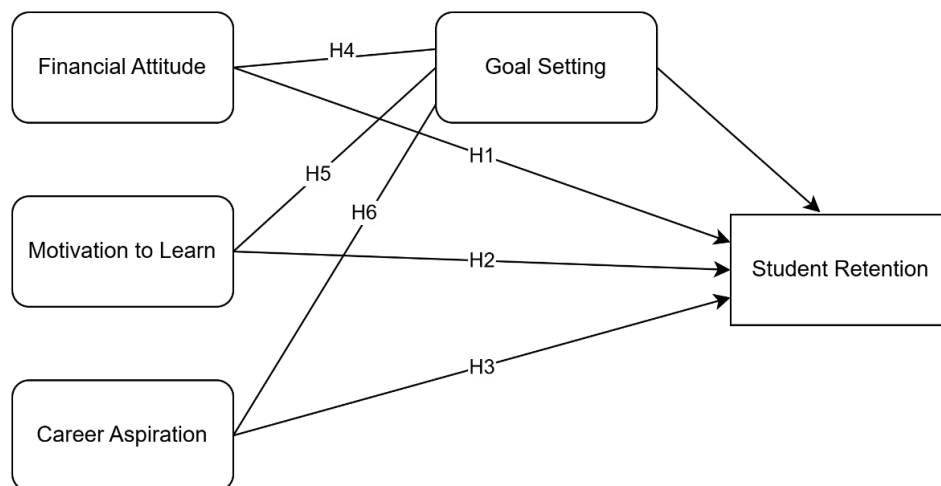 Financial Attitude
H4
Goal Setting
H1
H5
H6
Motivation to Learn
H2
Student Retention
H3
Career Aspiration